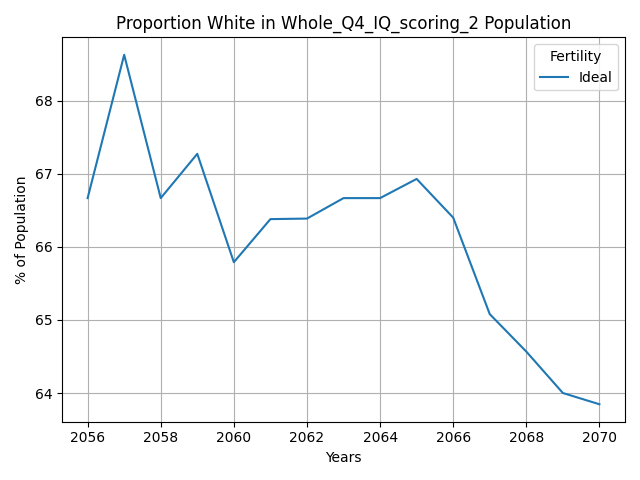 Proportion White in Whole_Q4_IQ_scoring_2 Population
Fertility
Ideal
68
67
66
65
64
% of Population
2056 2058 2060 2062 2064 2066 2068 2070
Years